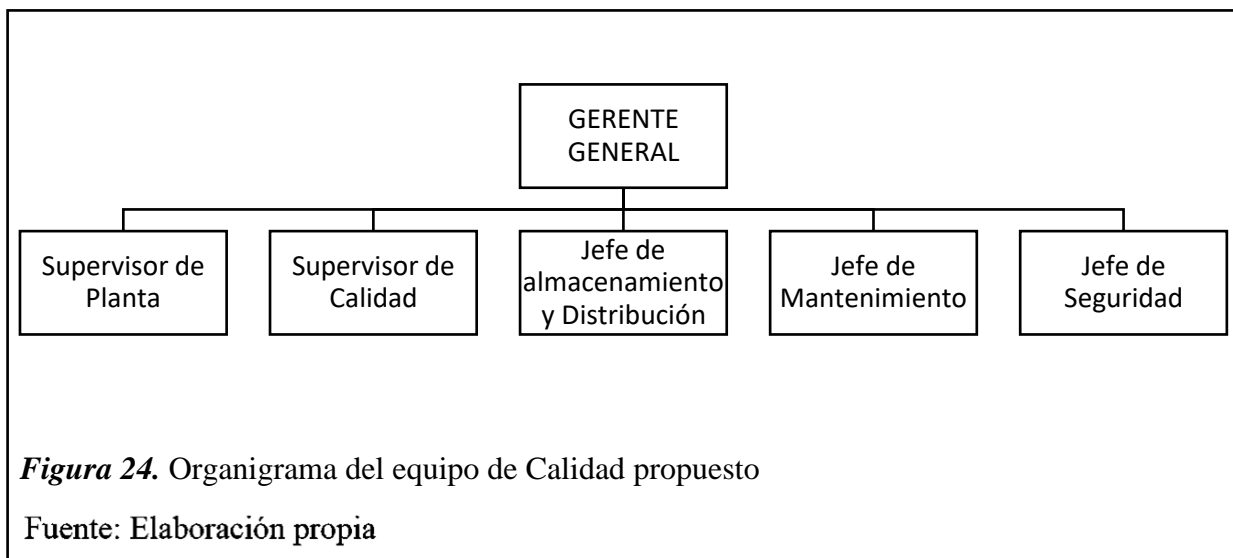 GERENTE
GENERAL
Supervisor de
Planta
Supervisor de
Calidad
Jefe de
almacenamiento
y Distribución
Jefe de
Mantenimiento
Jefe de
Seguridad
Figura 24. Organigrama del equipo de Calidad propuesto
Fuente: Elaboración propia